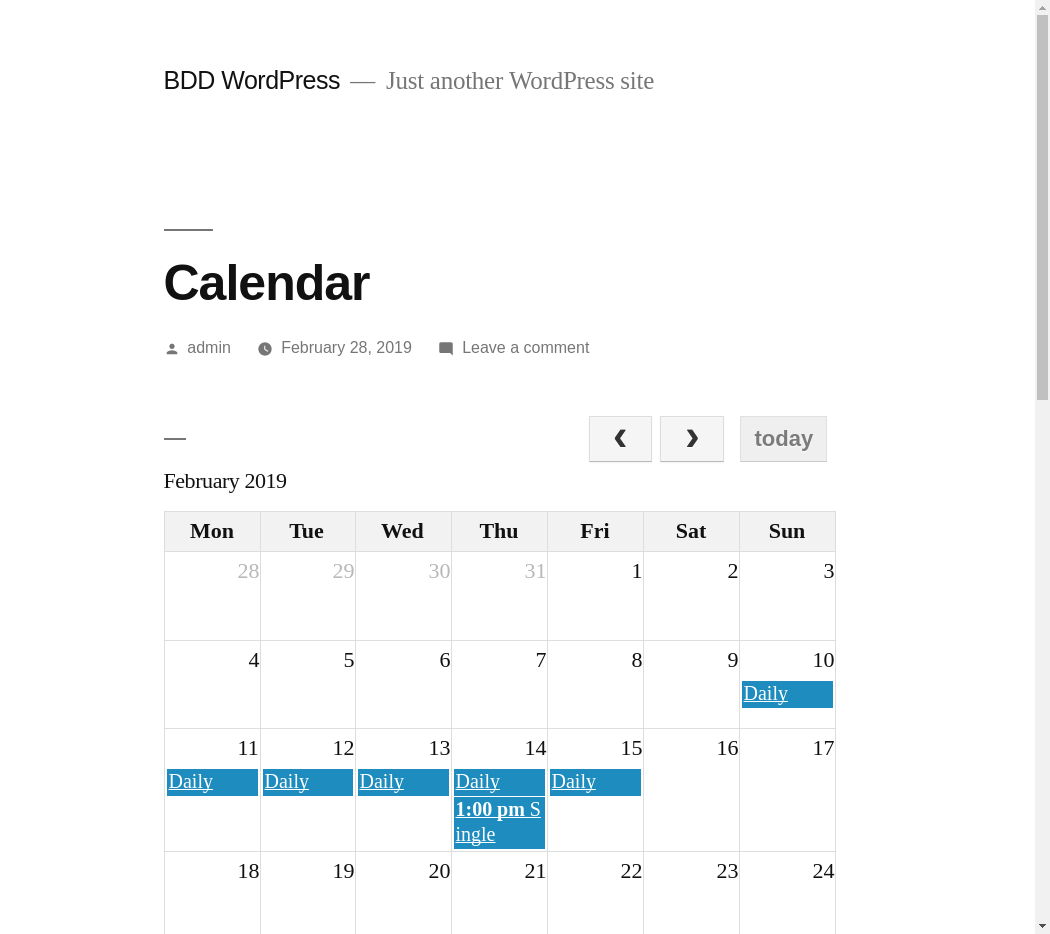 BDD WordPress — Just another WordPress site
Calendar
admin February 28, 2019 Leave a comment
today
February 2019
Mon Tue Wed Thu Fri Sat Sun
28 29 30 31 1 2 3
4 5 6 7 8 9 10
Daily
11 12 13 14 15 16 17
Daily Daily Daily Daily Daily
1:00 pm S
ingle
18 19 20 21 22 23 24